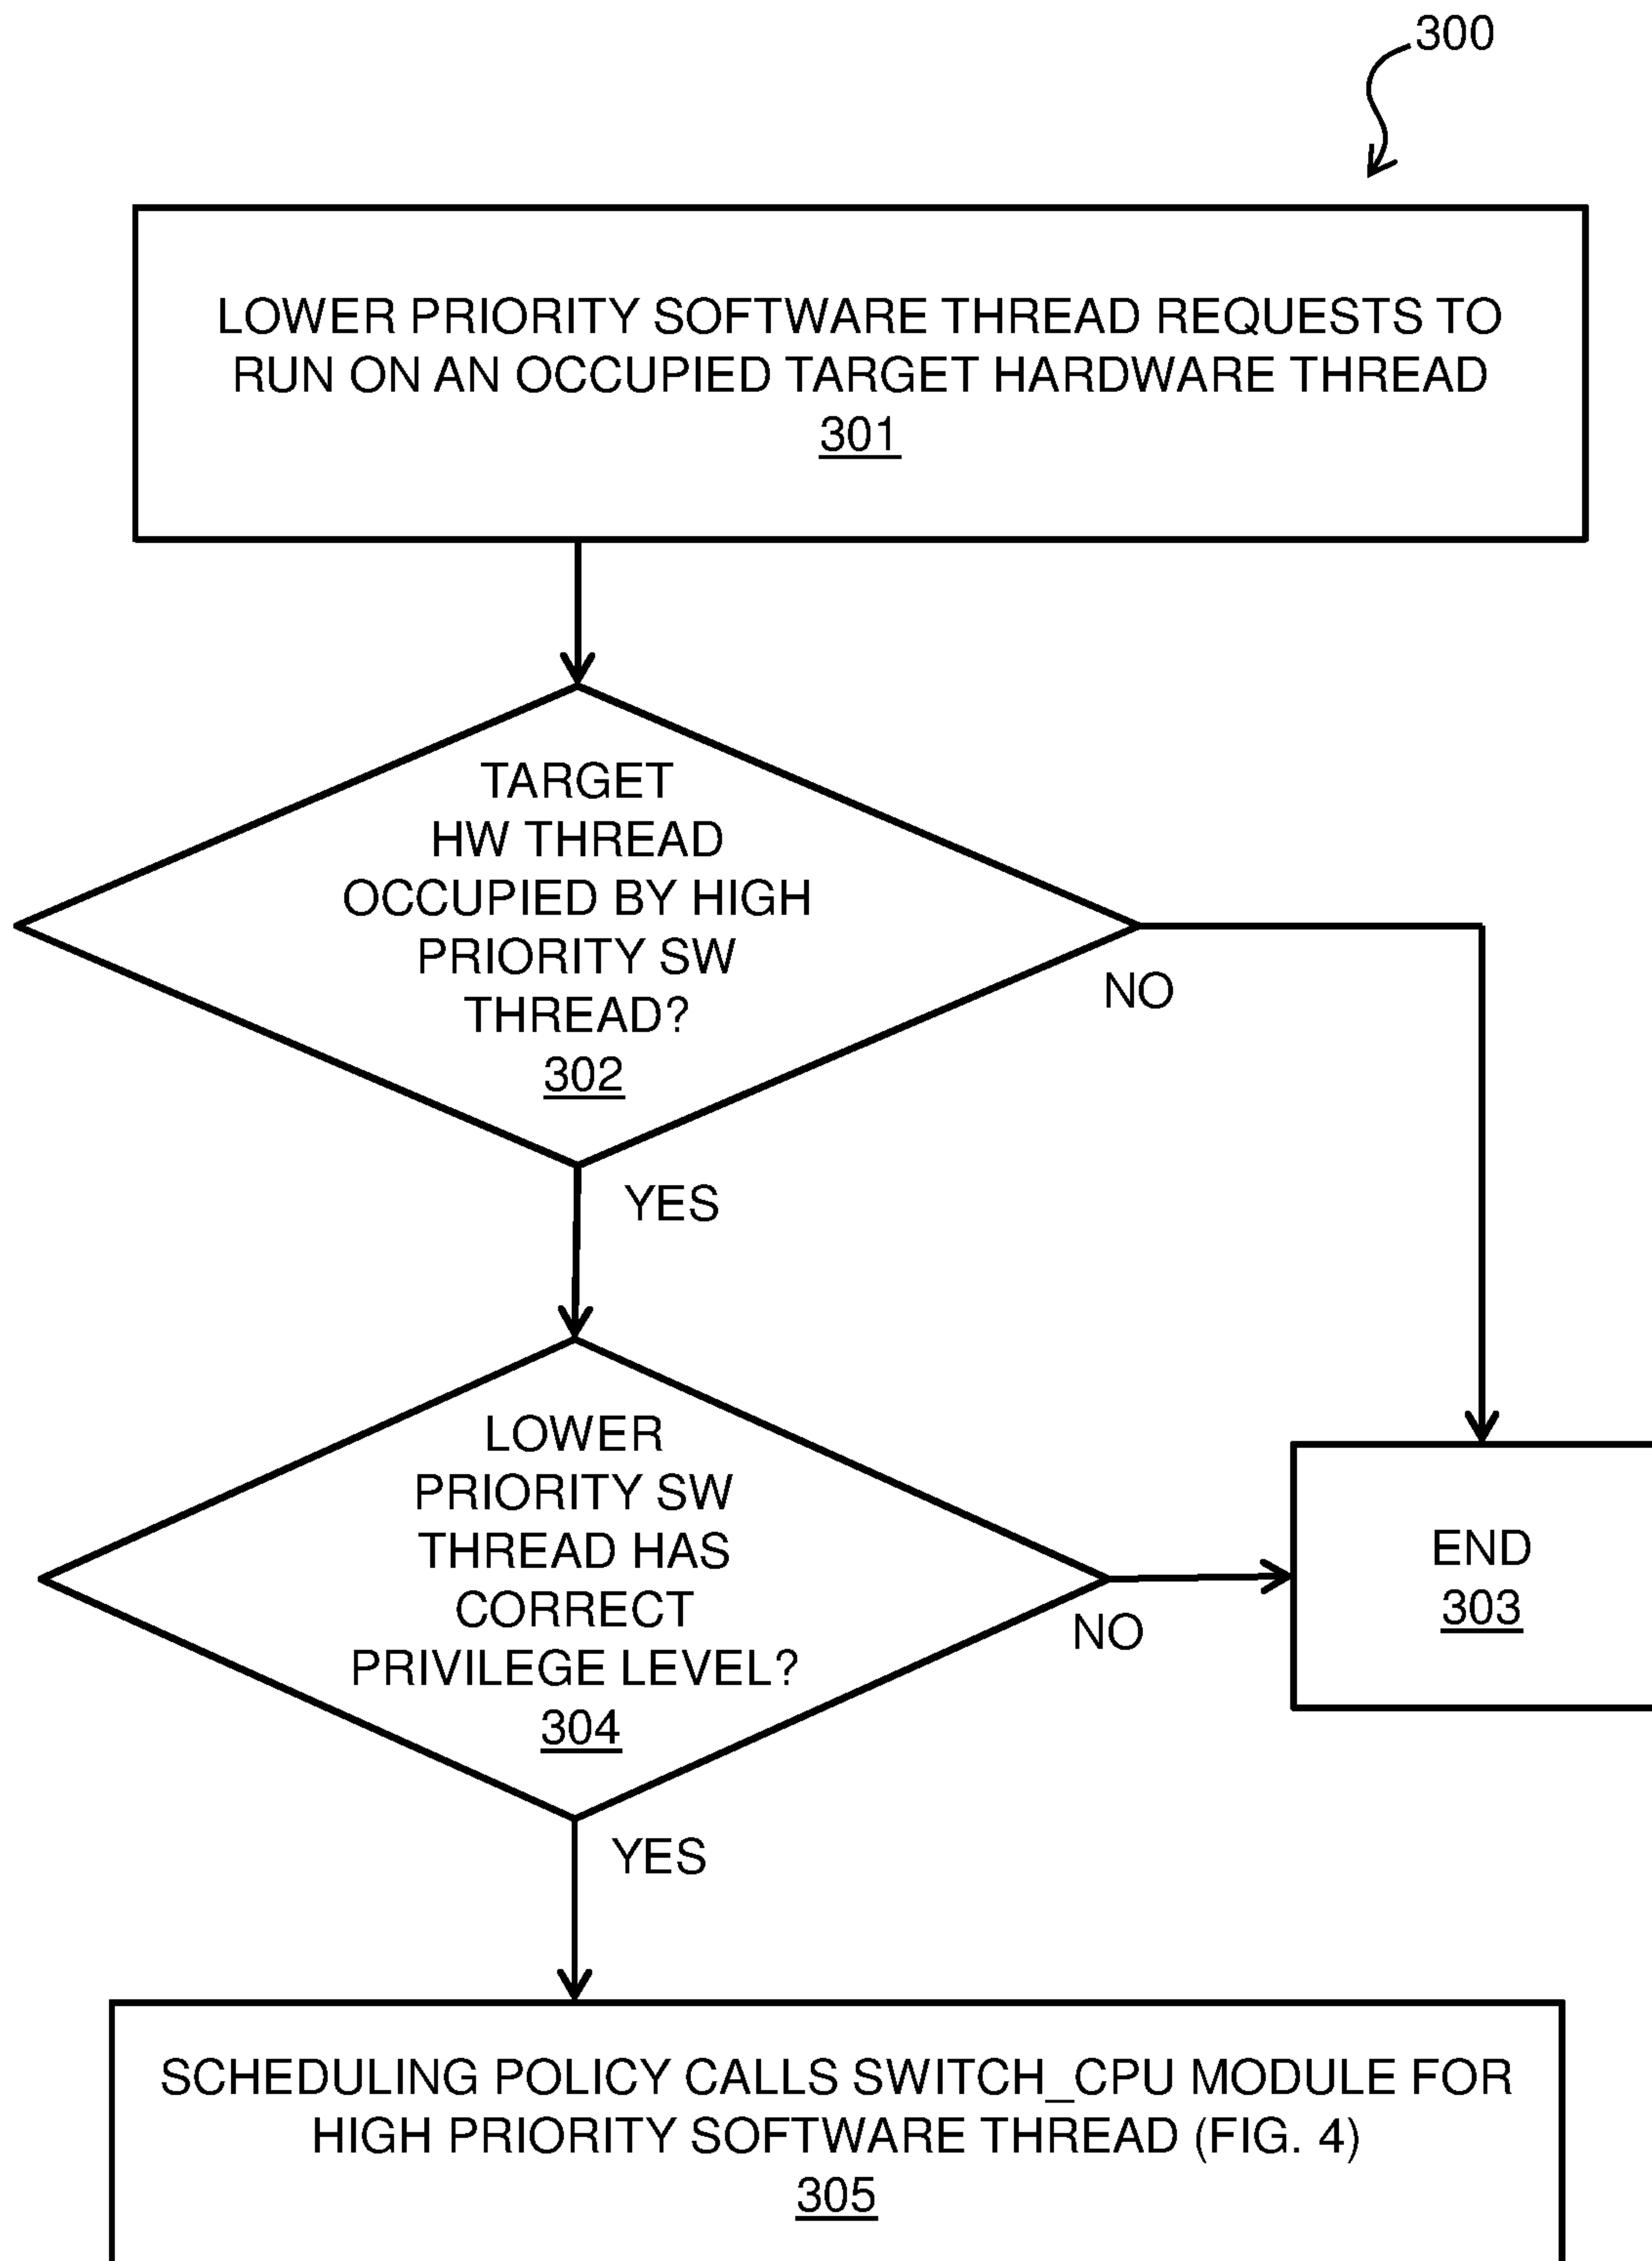 300
LOWER PRIORITY SOFTWARE THREAD REQUESTS TO
RUN ON AN OCCUPIED TARGET HARDWARE THREAD
301
TARGET
HW THREAD
OCCUPIED BY HIGH
PRIORITY SW
THREAD?
302
NO
YES
LOWER
PRIORITY SW
THREAD HAS
CORRECT
PRIVILEGE LEVEL?
304
NO
END
303
YES
SCHEDULING POLICY CALLS SWITCH_CPU MODULE FOR
HIGH PRIORITY SOFTWARE THREAD (FIG. 4)
305